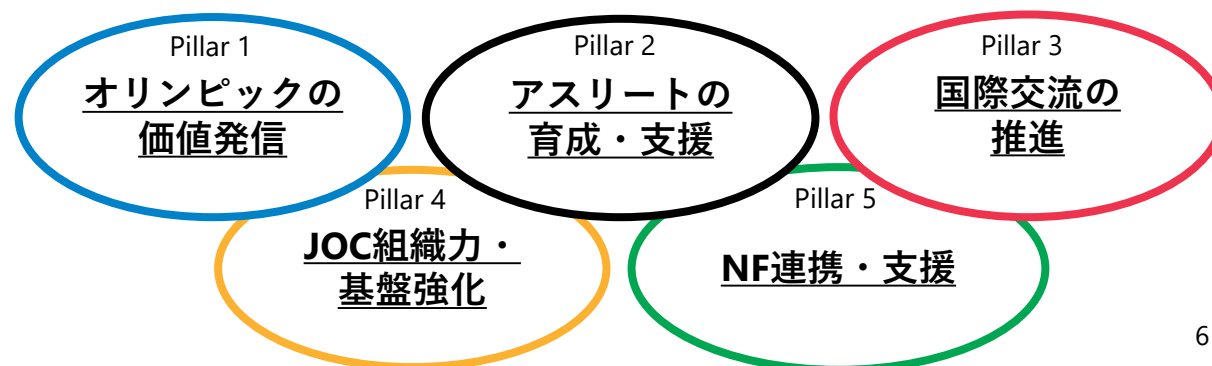 Pillar 1
オリンピックの
価値発信
Pillar 2
アスリートの
育成・支援
Pillar 3
国際交流の
推進
Pillar 4
JOC組織力・
基盤強化
Pillar 5
NF連携・支援
6